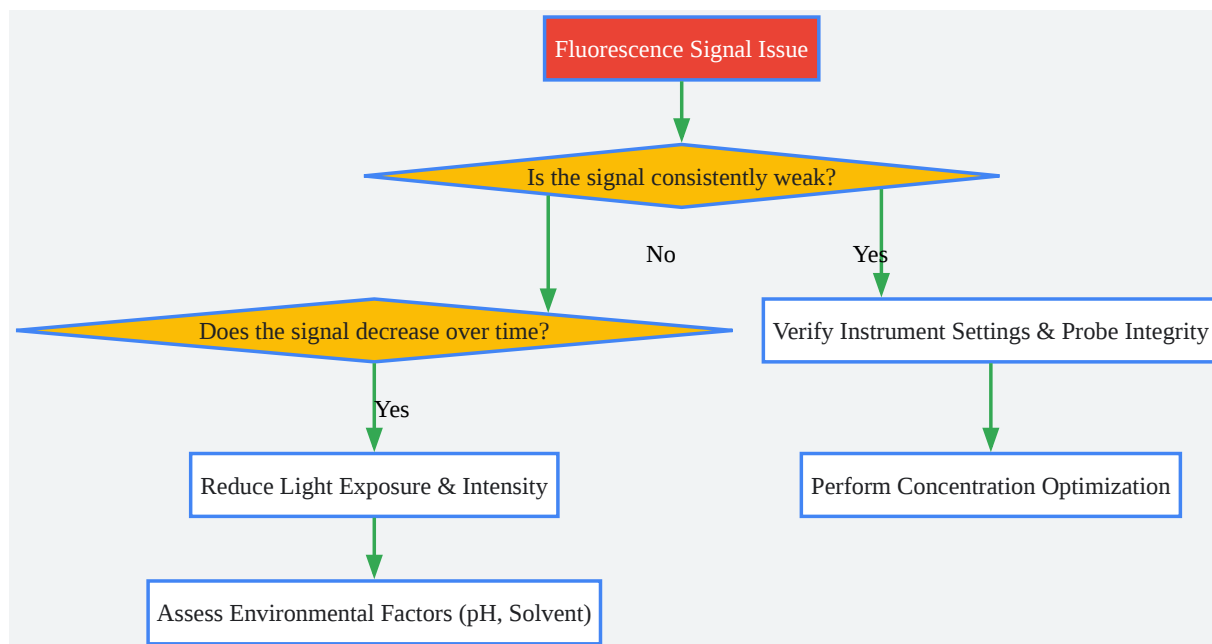 Fluorescence Signal Issue
Is the signal consistently weak?
No
Yes
Does the signal decrease over time?
Verify Instrument Settings & Probe Integrity
Yes
Reduce Light Exposure & Intensity
Perform Concentration Optimization
Assess Environmental Factors (pH, Solvent)